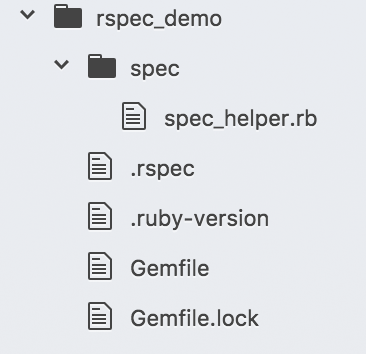 rspec_demo
spec
spec_helper.rb
.rspec
.ruby-version
Gemfile
Gemfile.lock